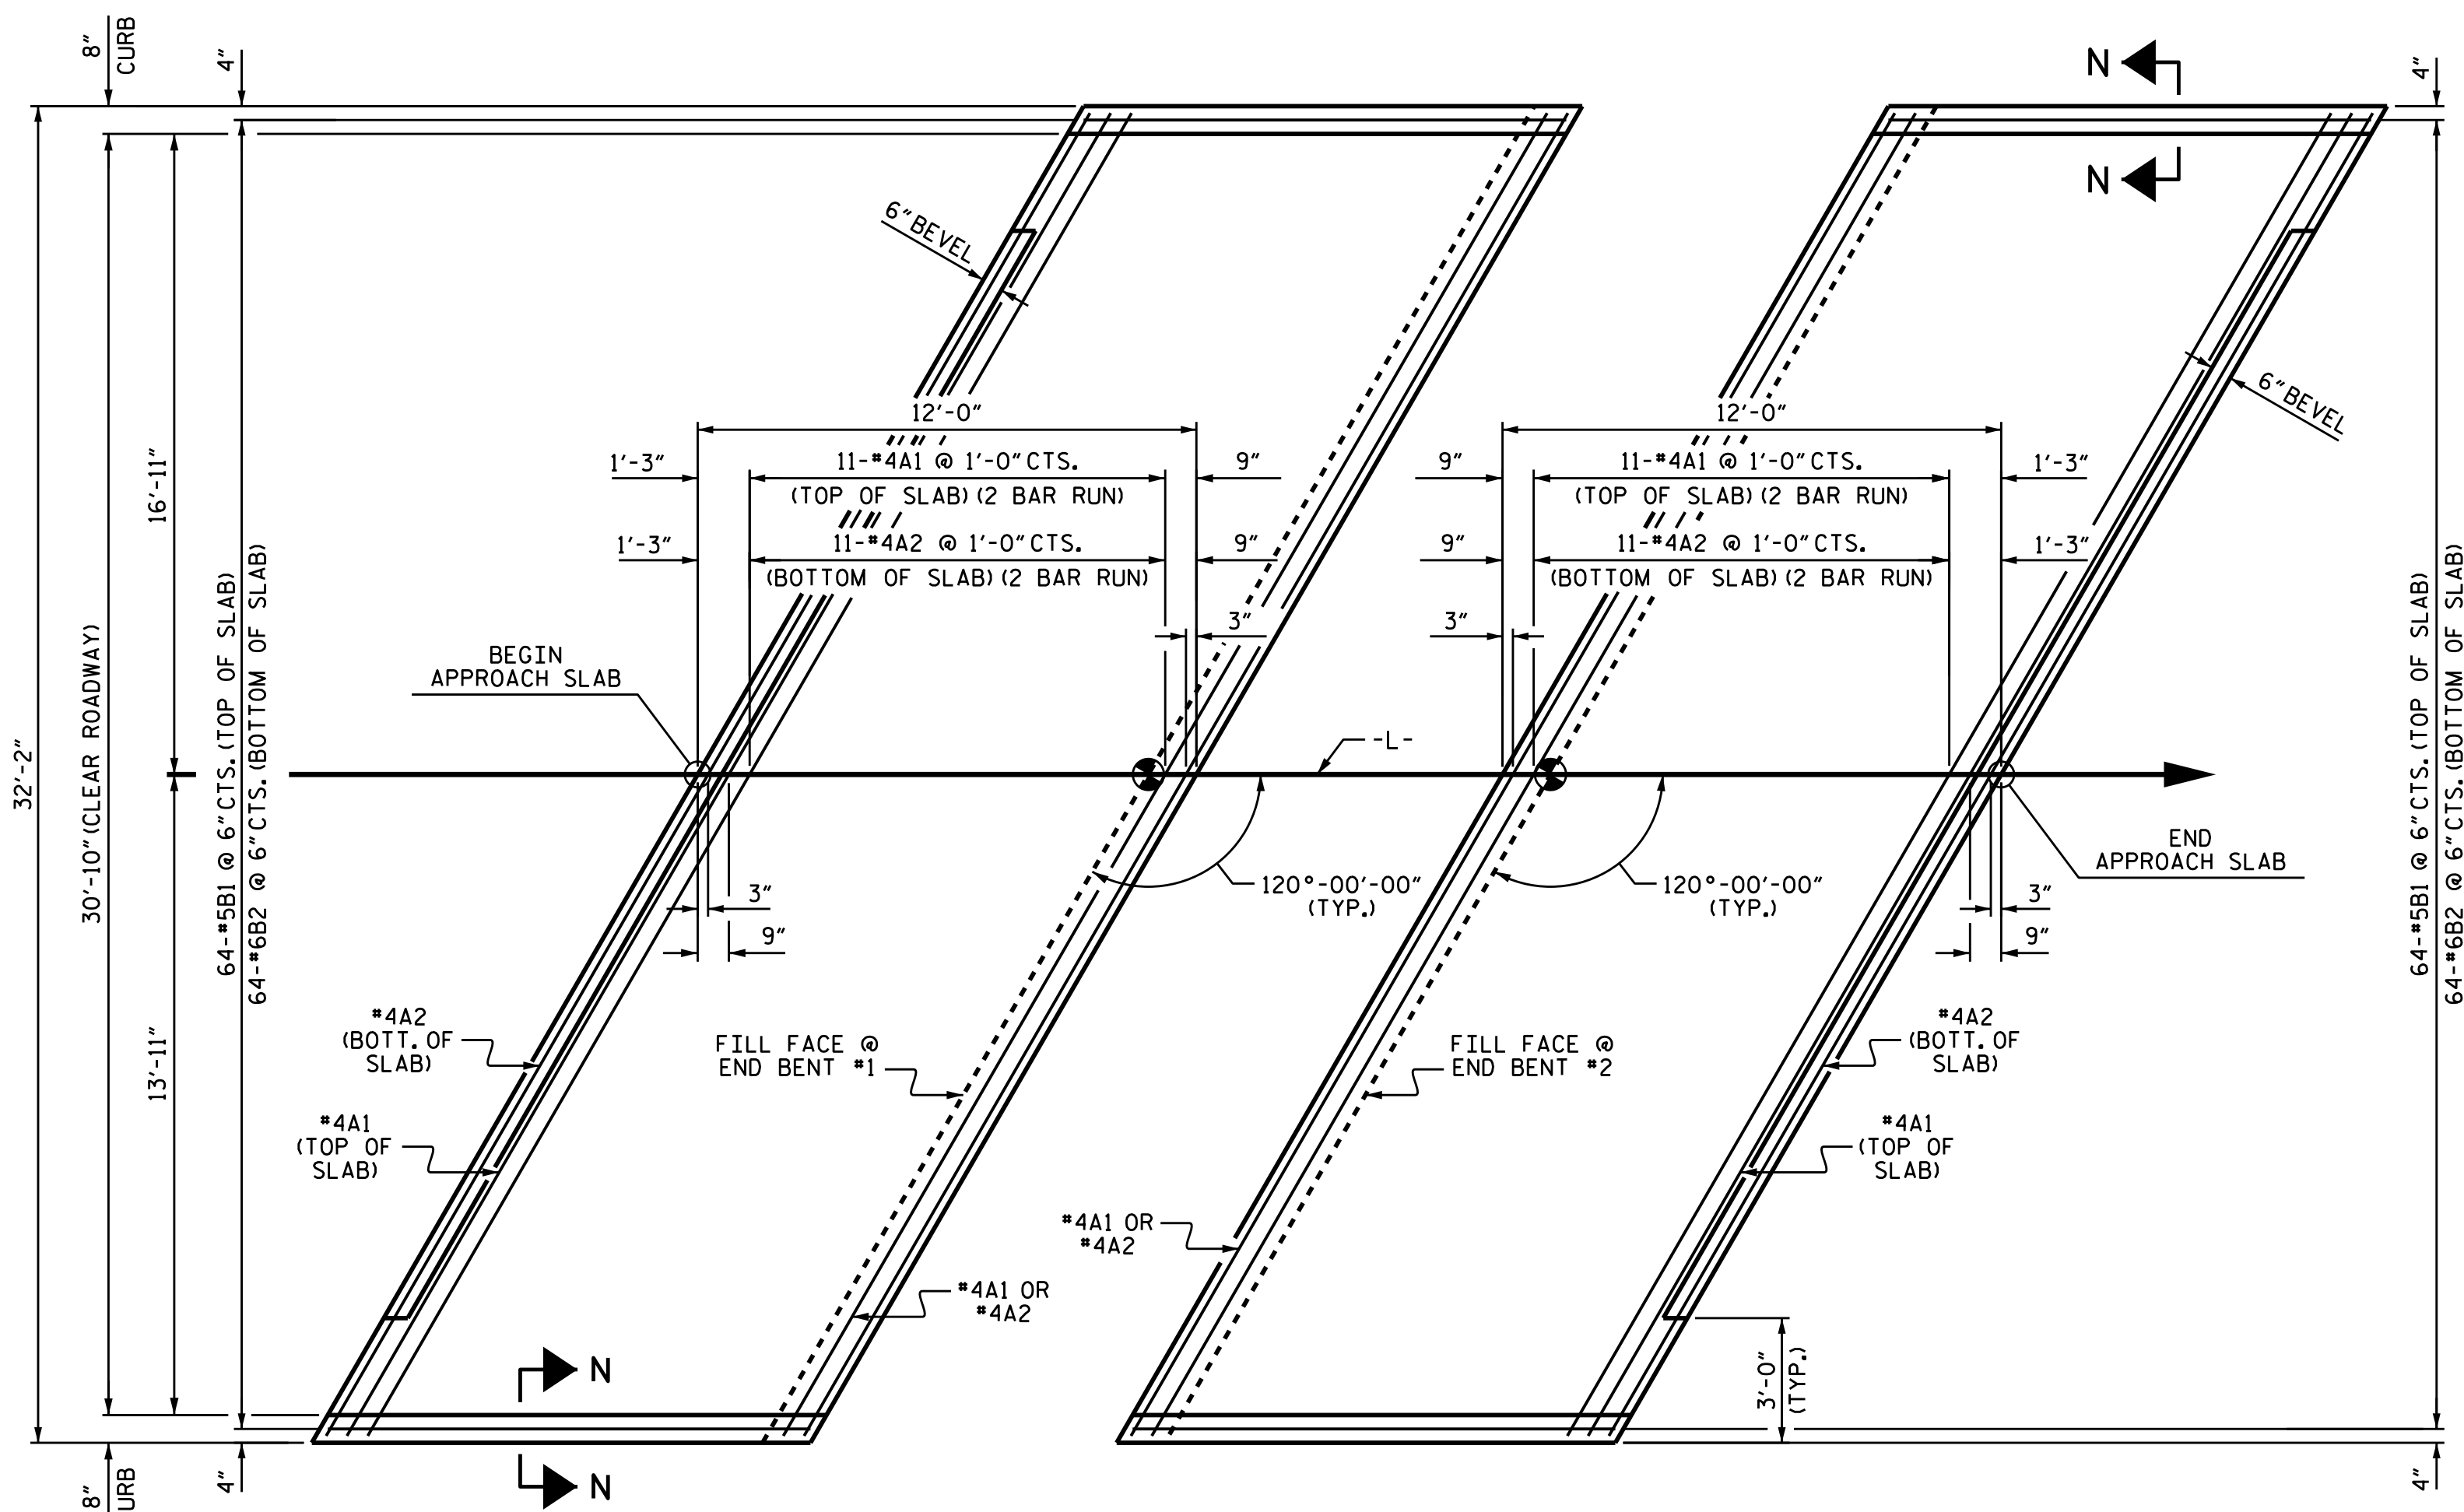 8"
CURB
4"
N
4"
N
6" BEVEL
12'-0"
12'-0"
6" BEVEL
1'-3"
11-#4A1 @ 1'-0" CTS.
(TOP OF SLAB) (2 BAR RUN)
9"
9"
11-#4A1 @ 1'-0" CTS.
(TOP OF SLAB) (2 BAR RUN)
1'-3"
1'-3"
11-#4A2 @ 1'-0" CTS.
(BOTTOM OF SLAB) (2 BAR RUN)
9"
9"
11-#4A2 @ 1'-0" CTS.
(BOTTOM OF SLAB) (2 BAR RUN)
1'-3"
3"
3"
32'-2"
30'-10" (CLEAR ROADWAY)
16'-11"
13'-11"
64-#5B1 @ 6" CTS. (TOP OF SLAB)
64-#6B2 @ 6" CTS. (BOTTOM OF SLAB)
BEGIN
APPROACH SLAB
-L-
END
APPROACH SLAB
64-#5B1 @ 6" CTS. (TOP OF SLAB)
64-#6B2 @ 6" CTS. (BOTTOM OF SLAB)
3"
9"
120°-00'-00"
(TYP.)
120°-00'-00"
(TYP.)
3"
9"
#4A2
(BOTT. OF
SLAB)
FILL FACE @
END BENT #1
FILL FACE @
END BENT #2
#4A2
(BOTT. OF
SLAB)
#4A1
(TOP OF
SLAB)
#4A1
(TOP OF
SLAB)
#4A1 OR
#4A2
#4A1 OR
#4A2
3'-0"
(TYP.)
N
N
8"
URB
4"
4"